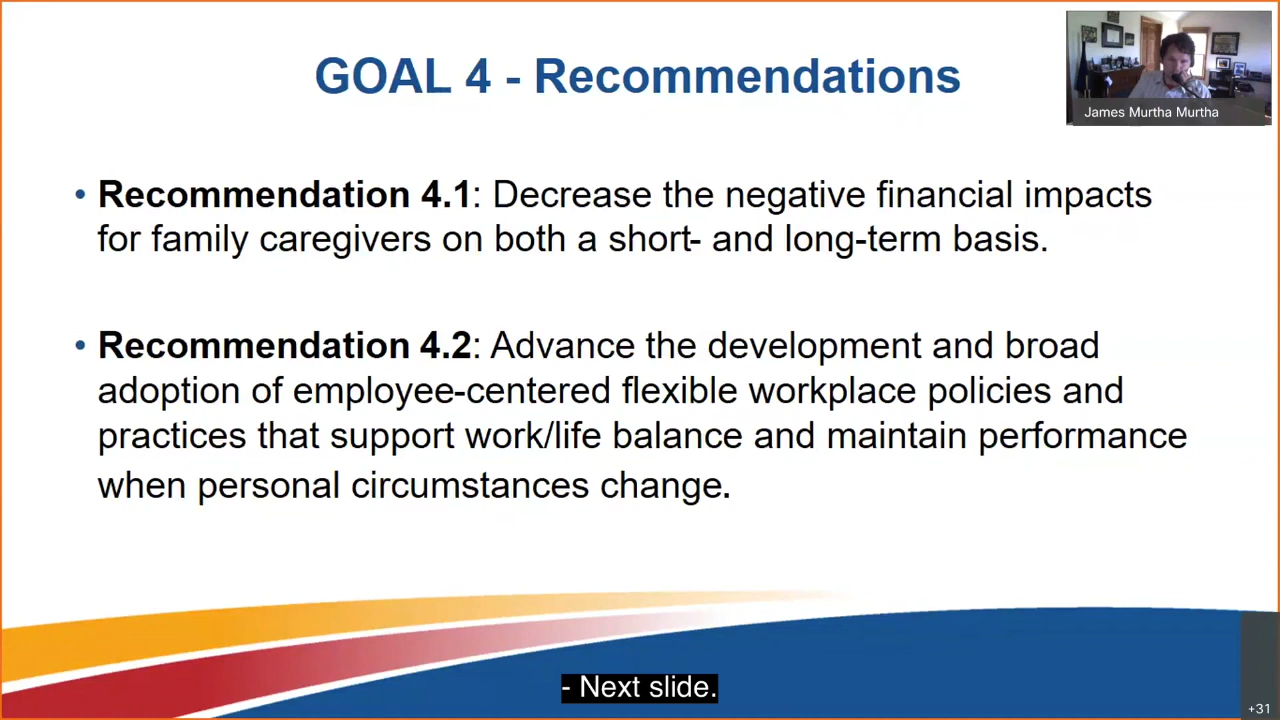 GOAL 4 - Recommendations
James Murtha Murtha
• Recommendation 4.1: Decrease the negative financial impacts
for family caregivers on both a short- and long-term basis.
• Recommendation 4.2: Advance the development and broad
adoption of employee-centered flexible workplace policies and
practices that support work/life balance and maintain performance
when personal circumstances change.
- Next slide.
+31